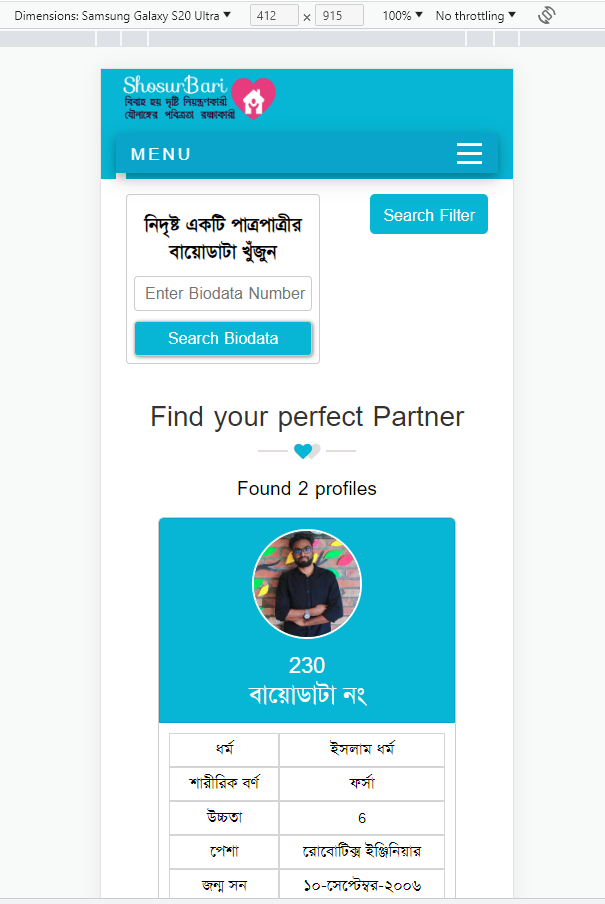 Dimensions: Samsung Galaxy S20 Ultra ▼ 412 × 915 100% ▼ No throttling ▼
ShosurBari
বিবাহ হয় দৃষ্টি নিয়ন্ত্রণকারী
যৌনাঙ্গের পবিত্রতা রক্ষাকারী
MENU
নিদৃষ্ট একটি পাত্রপাত্রীর
বায়োডাটা খুঁজুন
Enter Biodata Number
Search Biodata
Search Filter
Find your perfect Partner
Found 2 profiles
230
বায়োডাটা নং
ধর্ম ইসলাম ধর্ম
শারীরিক বর্ণ ফর্সা
উচ্চতা 6
পেশা রোবোটিক্স ইঞ্জিনিয়ার
জন্ম সন ১০-সেপ্টেম্বর-২০০৬